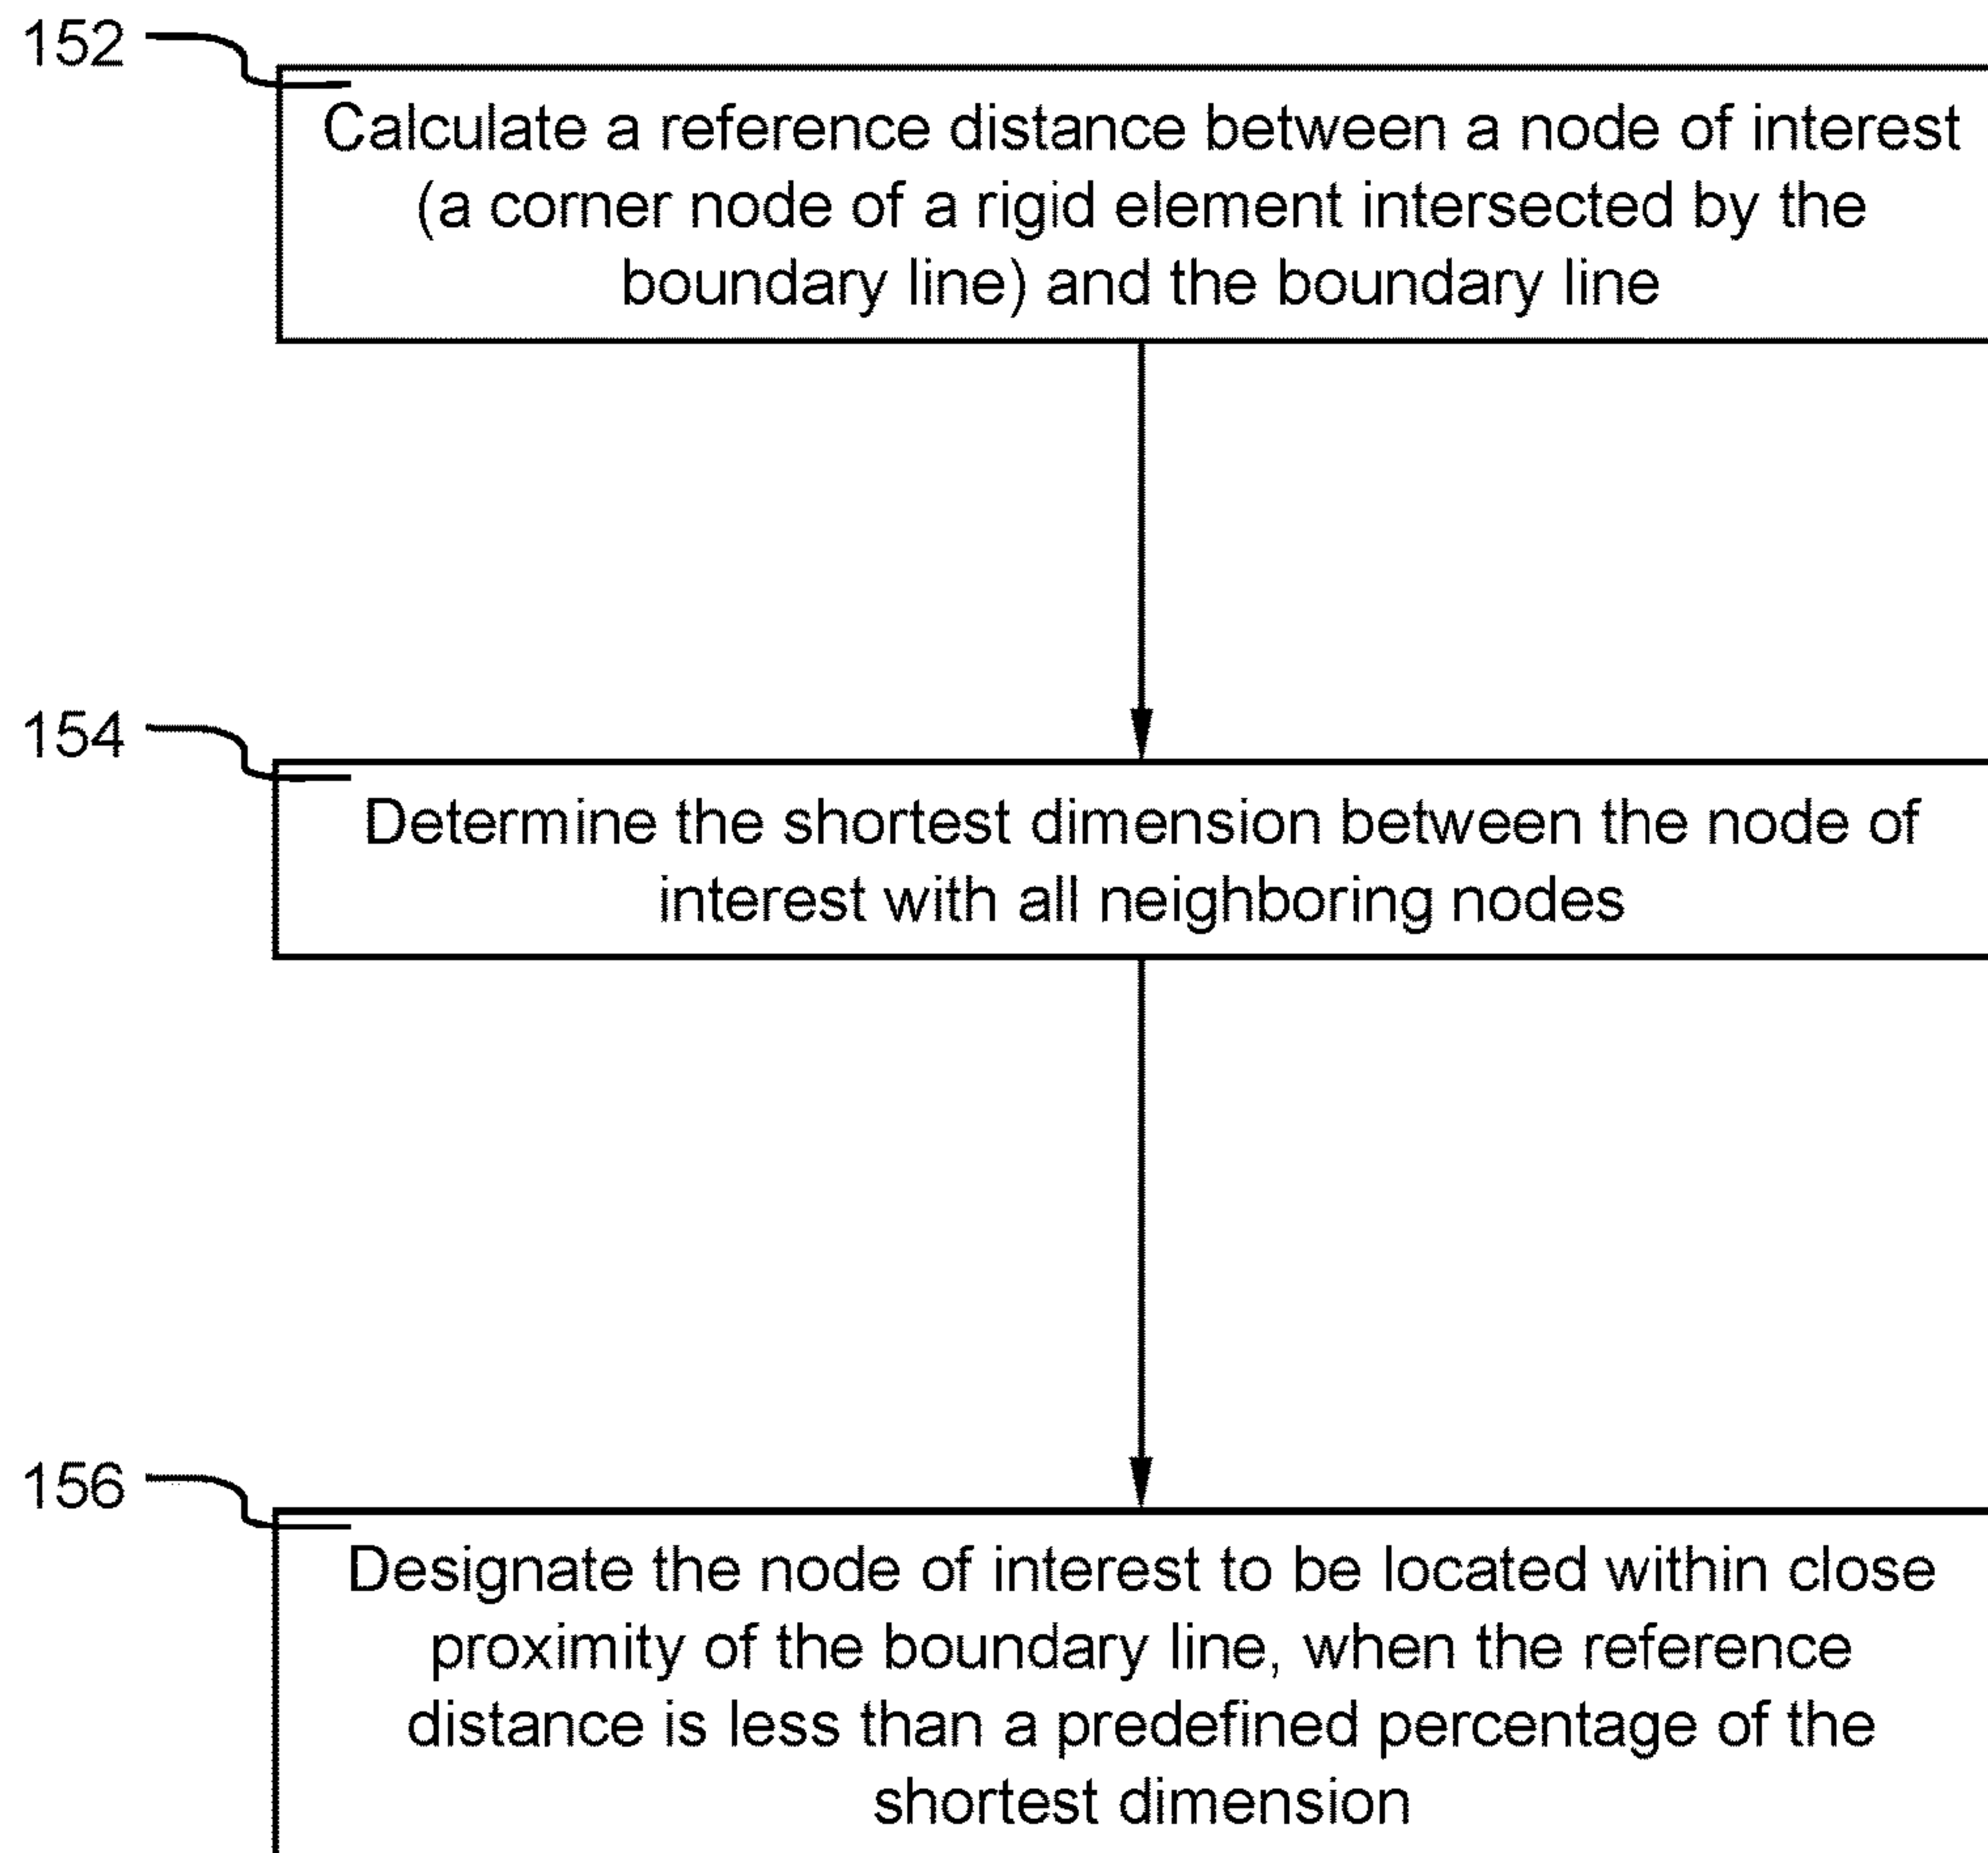 152
Calculate a reference distance between a node of interest
(a corner node of a rigid element intersected by the
boundary line) and the boundary line
154
Determine the shortest dimension between the node of
interest with all neighboring nodes
156
Designate the node of interest to be located within close
proximity of the boundary line, when the reference
distance is less than a predefined percentage of the
shortest dimension